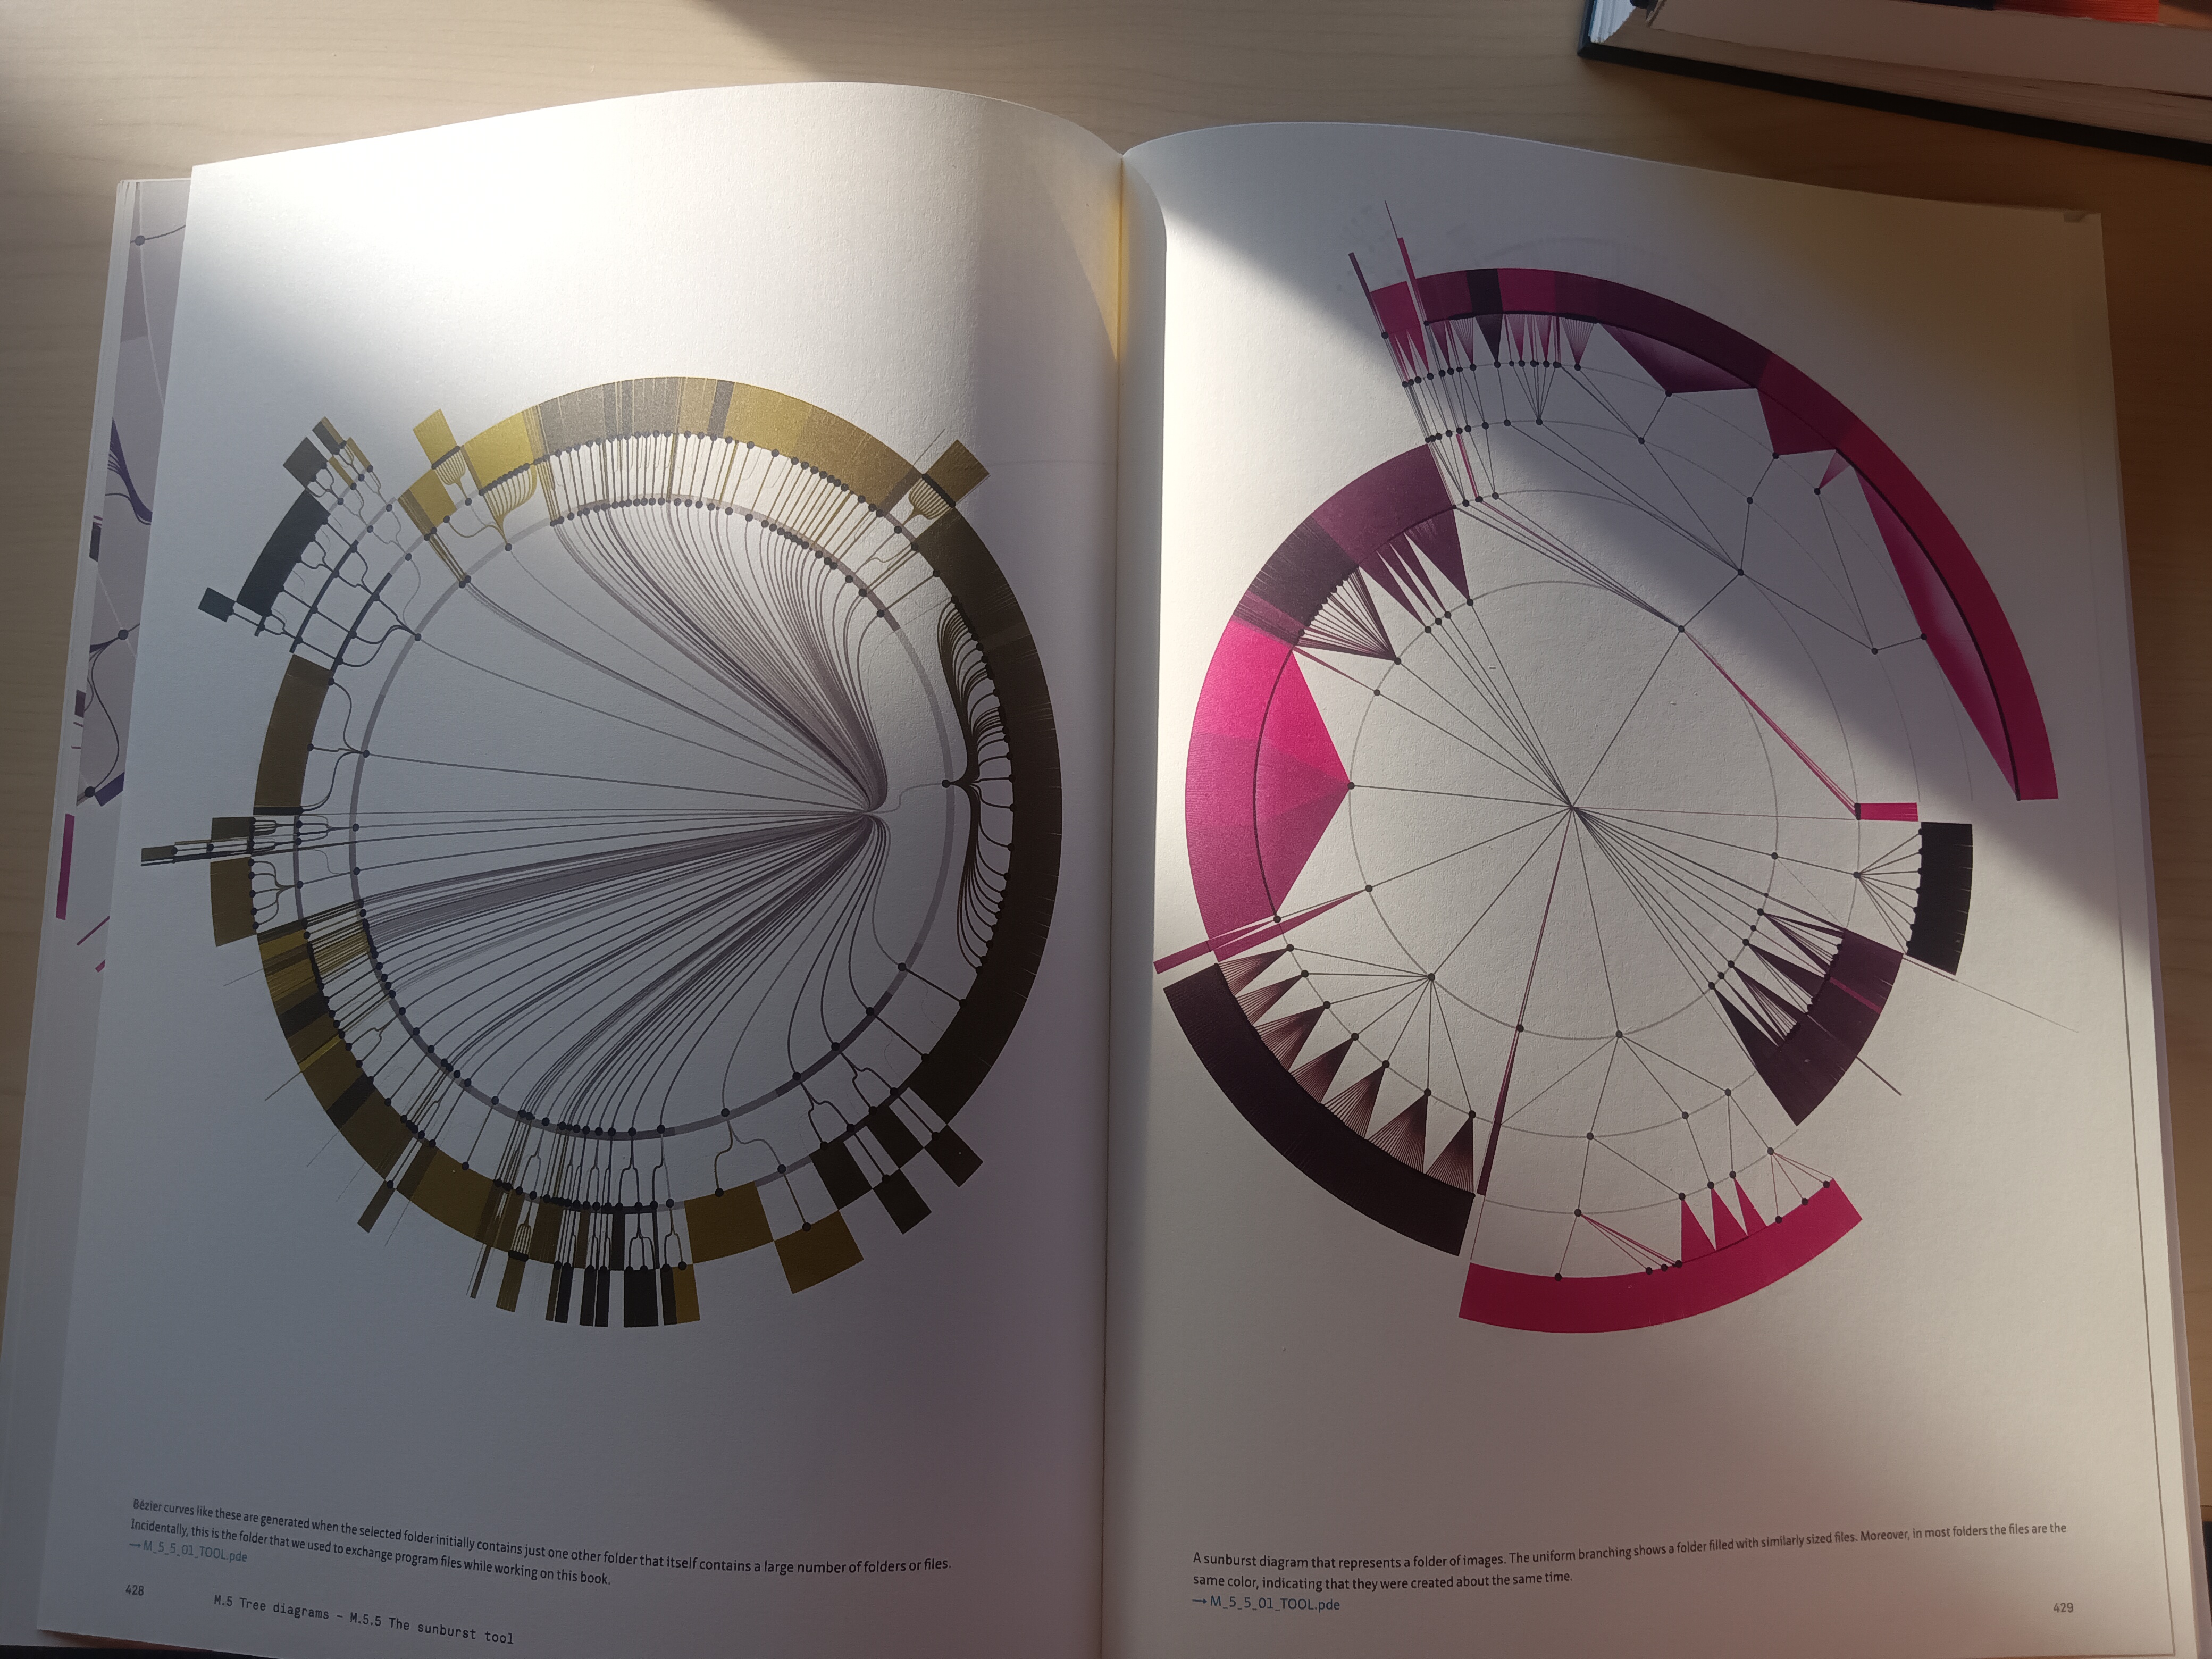 Bézier curves like these are generated when the selected folder initially contains just one other folder that itself contains a large number of folders or files.
Incidentally, this is the folder that we used to exchange program files while working on this book.
→ M_5_5_01_TOOL.pde
428
M.5 Tree diagrams – M.5.5 The sunburst tool
A sunburst diagram that represents a folder of images. The uniform branching shows a folder filled with similarly sized files. Moreover, in most folders the files are the
same color, indicating that they were created about the same time.
→ M_5_5_01_TOOL.pde
429